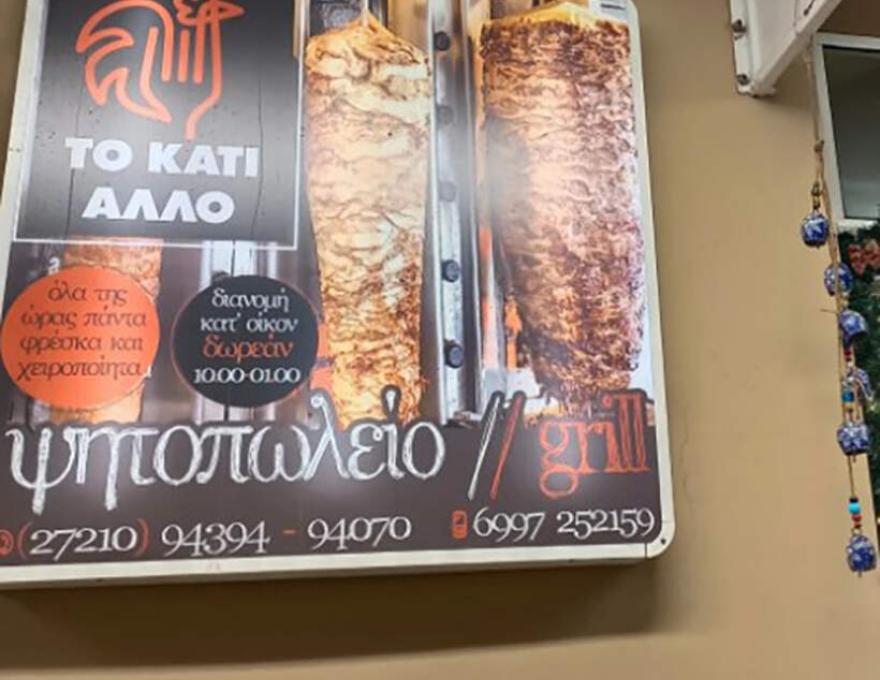 ΤΟ ΚΑΤΙ
ΑΛΛΟ
όλα της
ώρας πάντα
φρέσκα και
χειροποίητα
διανομή
κατ' οίκον
δωρεάν
10.00-01.00
ψητοπωλείο // grill
(27210) 94394 - 94070 6997 252159